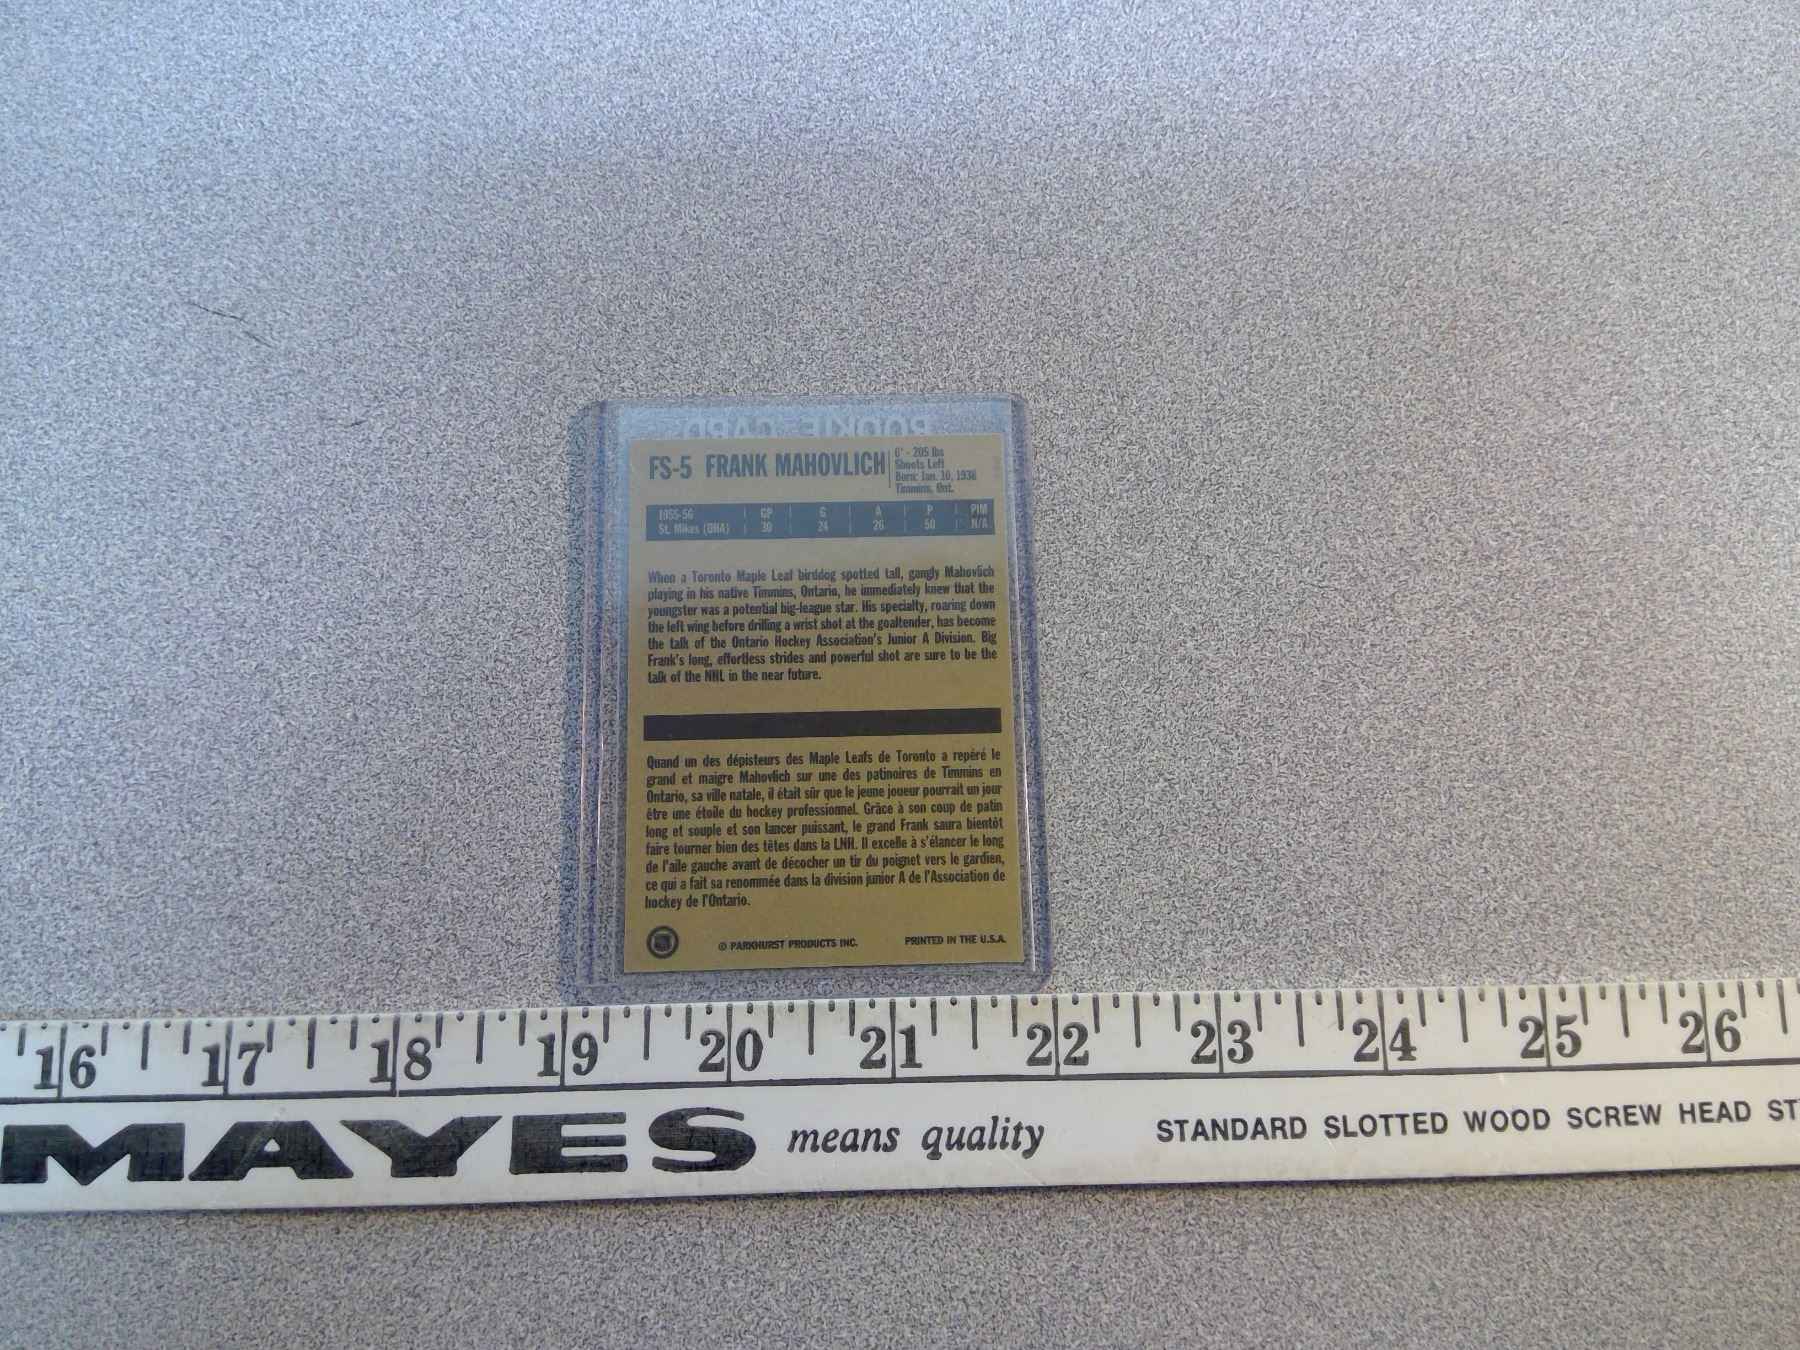 ROOKIE CARD
FS-5 FRANK MAHOVLICH
6' - 205 lbs
Shoots Left
Born: Jan. 10, 1938
Timmins, Ont.
1955-56 GP G A P PIM
St. Mikes (OHA) 30 24 26 50 N/A
When a Toronto Maple Leaf birddog spotted tall, gangly Mahovlich
playing in his native Timmins, Ontario, he immediately knew that the
youngster was a potential big-league star. His specialty, roaring down
the left wing before drilling a wrist shot at the goaltender, has become
the talk of the Ontario Hockey Association's Junior A Division. Big
Frank's long, effortless strides and powerful shot are sure to be the
talk of the NHL in the near future.
Quand un des dépisteurs des Maple Leafs de Toronto a repéré le
grand et maigre Mahovlich sur une des patinoires de Timmins en
Ontario, sa ville natale, il était sûr que le jeune joueur pourrait un jour
être une étoile du hockey professionnel. Grâce à son coup de patin
long et souple et son lancer puissant, le grand Frank saura bientôt
faire tourner bien des têtes dans la LNH. Il excelle à s'élancer le long
de l'aile gauche avant de décocher un tir du poignet vers le gardien,
ce qui a fait sa renommée dans la division junior A de l'Association de
hockey de l'Ontario.
© PARKHURST PRODUCTS INC. PRINTED IN THE U.S.A.
16 17 18 19 20 21 22 23 24 25 26
MAYES means quality STANDARD SLOTTED WOOD SCREW HEAD ST